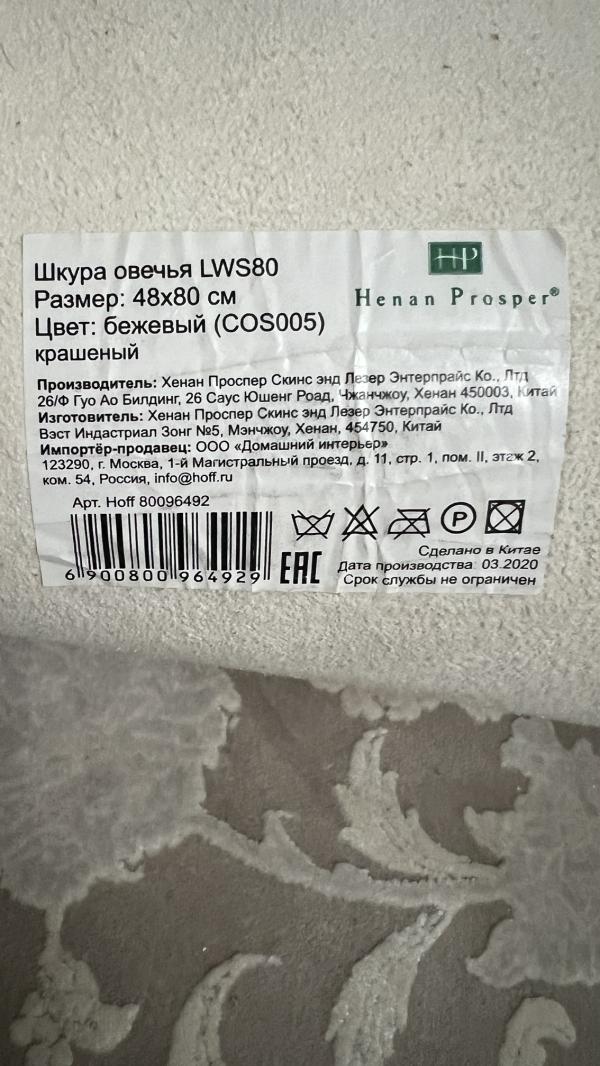 HP
Шкура овечья LWS80
Henan Prosper®
Размер: 48x80 см
Цвет: бежевый (COS005)
крашеный
Производитель: Хенан Проспер Скинс энд Лезер Энтерпрайс Ко., Лтд
26/Ф Гуо Ао Билдинг, 26 Саус Юшенг Роад, Чжанчжоу, Хенан 450003, Китай
Изготовитель: Хенан Проспер Скинс энд Лезер Энтерпрайс Ко., Лтд
Вэст Индастриал Зонг №5, Мэнчжоу, Хенан, 454750, Китай
Импортёр-продавец: ООО «Домашний интерьер»
123290, г. Москва, 1-й Магистральный проезд, д. 11, стр. 1, пом. II, этаж 2,
ком. 54, Россия, info@hoff.ru
Арт. Hoff 80096492
P
6 900800 964929
EAC
Сделано в Китае
Дата производства: 03.2020
Срок службы не ограничен